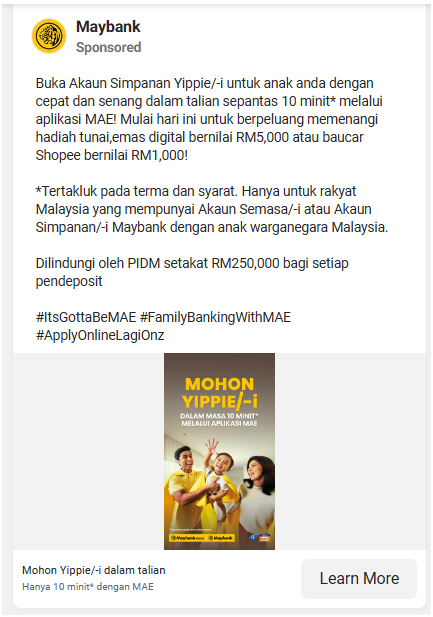 Maybank
Sponsored
Buka Akaun Simpanan Yippie/-i untuk anak anda dengan
cepat dan senang dalam talian sepantas 10 minit* melalui
aplikasi MAE! Mulai hari ini untuk berpeluang memenangi
hadiah tunai,emas digital bernilai RM5,000 atau baucar
Shopee bernilai RM1,000!
*Tertakluk pada terma dan syarat. Hanya untuk rakyat
Malaysia yang mempunyai Akaun Semasa/-i atau Akaun
Simpanan/-i Maybank dengan anak warganegara Malaysia.
Dilindungi oleh PIDM setakat RM250,000 bagi setiap
pendeposit
#ItsGottaBeMAE #FamilyBankingWithMAE
#ApplyOnlineLagiOnz
MOHON
YIPPIE/-i
DALAM MASA 10 MINIT*
MELALUI APLIKASI MAE
Maybank
Maybank
Mohon Yippie/-i dalam talian
Hanya 10 minit* dengan MAE
Learn More